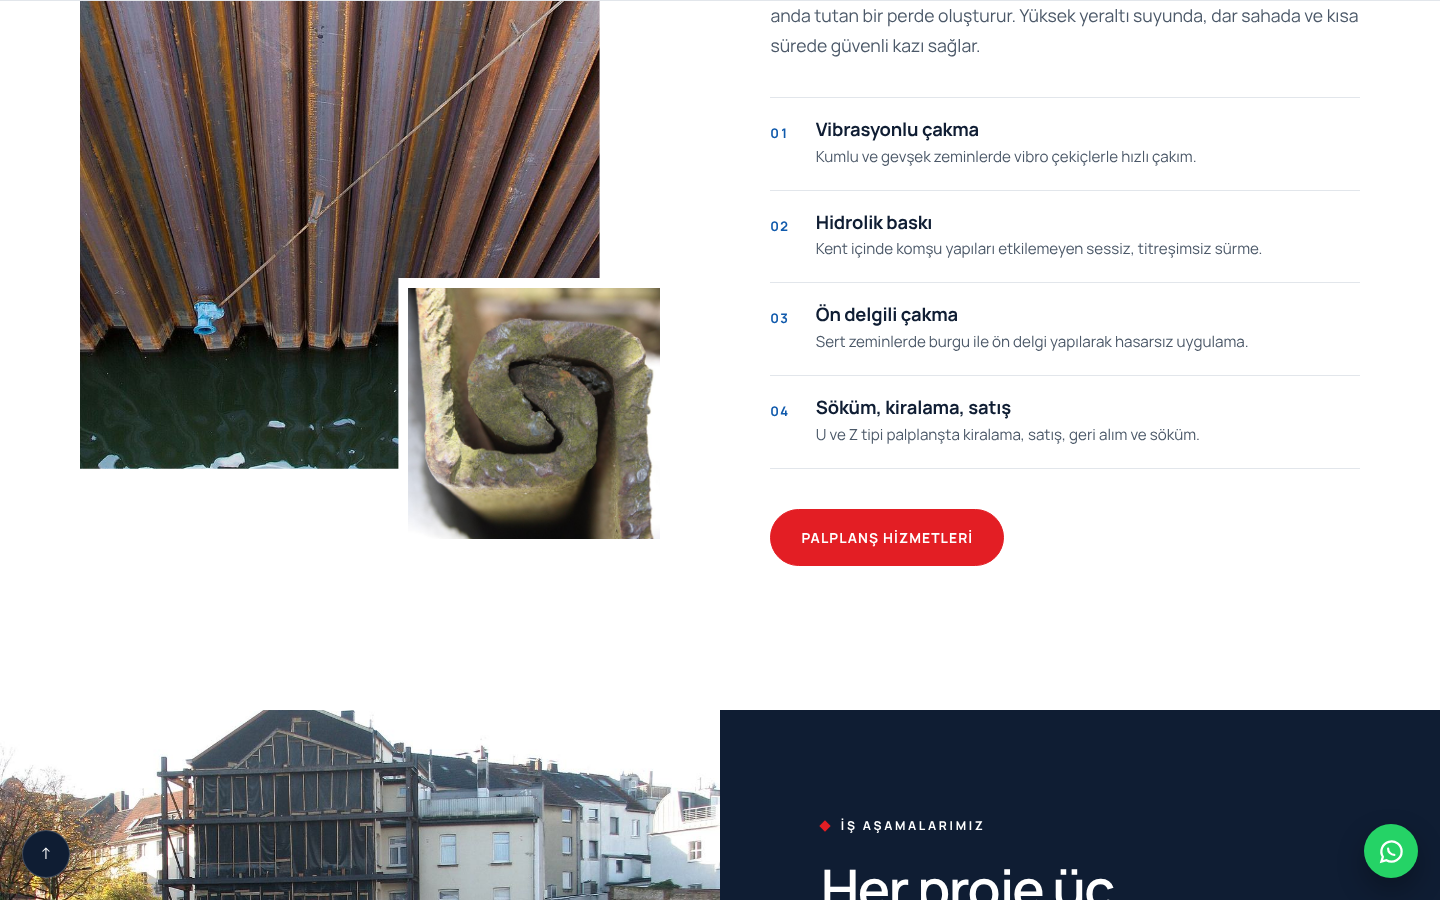 anda tutan bir perde oluşturur. Yüksek yeraltı suyunda, dar sahada ve kısa
sürede güvenli kazı sağlar.
01
Vibrasyonlu çakma
Kumlu ve gevşek zeminlerde vibro çekiçlerle hızlı çakım.
02
Hidrolik baskı
Kent içinde komşu yapıları etkilemeyen sessiz, titreşimsiz sürme.
03
Ön delgili çakma
Sert zeminlerde burgu ile ön delgi yapılarak hasarsız uygulama.
04
Söküm, kiralama, satış
U ve Z tipi palplanşta kiralama, satış, geri alım ve söküm.
PALPLANŞ HİZMETLERİ
İŞ AŞAMALARIMIZ
Her proje üç